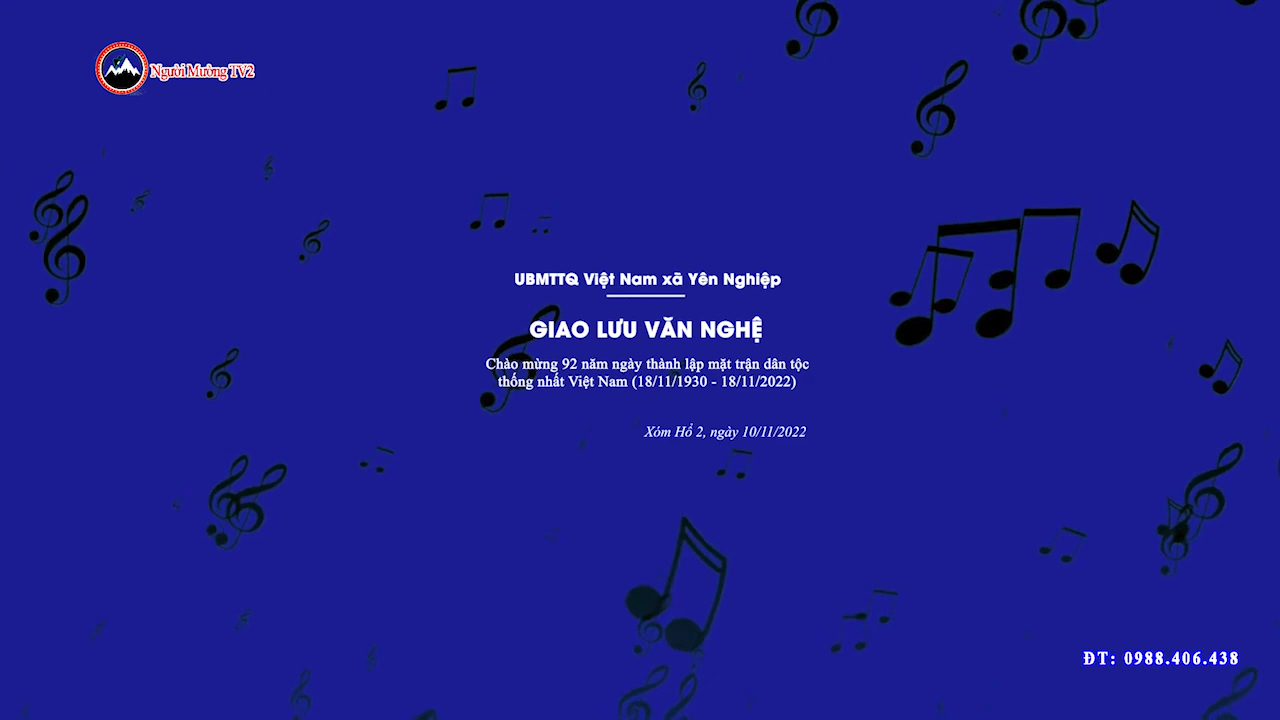 Người Mường TV2
UBMTTQ Việt Nam xã Yên Nghiệp
GIAO LƯU VĂN NGHỆ
Chào mừng 92 năm ngày thành lập mặt trận dân tộc
thống nhất Việt Nam (18/11/1930 - 18/11/2022)
Xóm Hổ 2, ngày 10/11/2022
ĐT: 0988.406.438